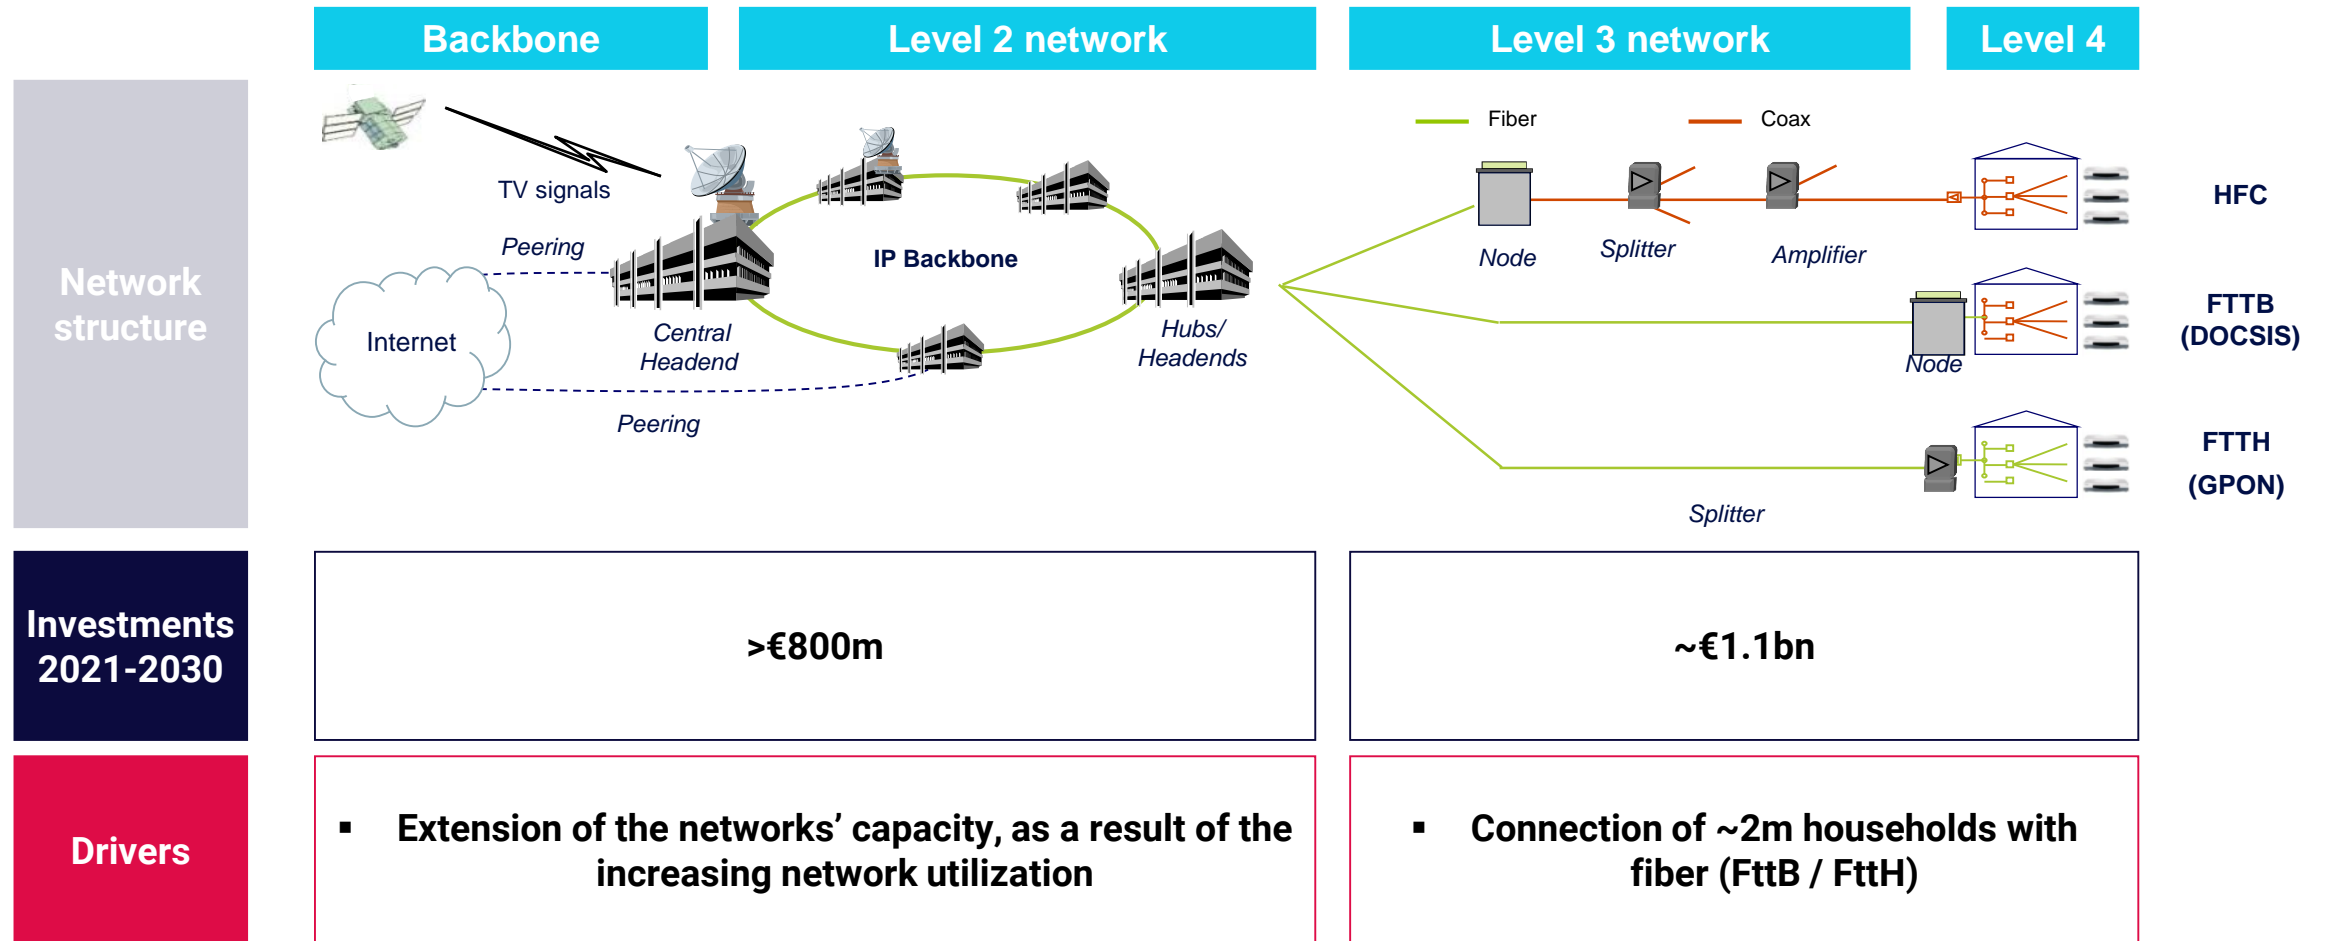 Backbone
Level 2 network
Level 3 network
Level 4
Network
structure
TV signals
Peering
Internet
Central
Headend
IP Backbone
Hubs/
Headends
Peering
Fiber
Coax
Node
Splitter
Amplifier
HFC
Node
FTTB
(DOCSIS)
Splitter
FTTH
(GPON)
Investments
2021-2030
>€800m
~€1.1bn
Drivers
▪ Extension of the networks’ capacity, as a result of the
increasing network utilization
▪ Connection of ~2m households with
fiber (FttB / FttH)